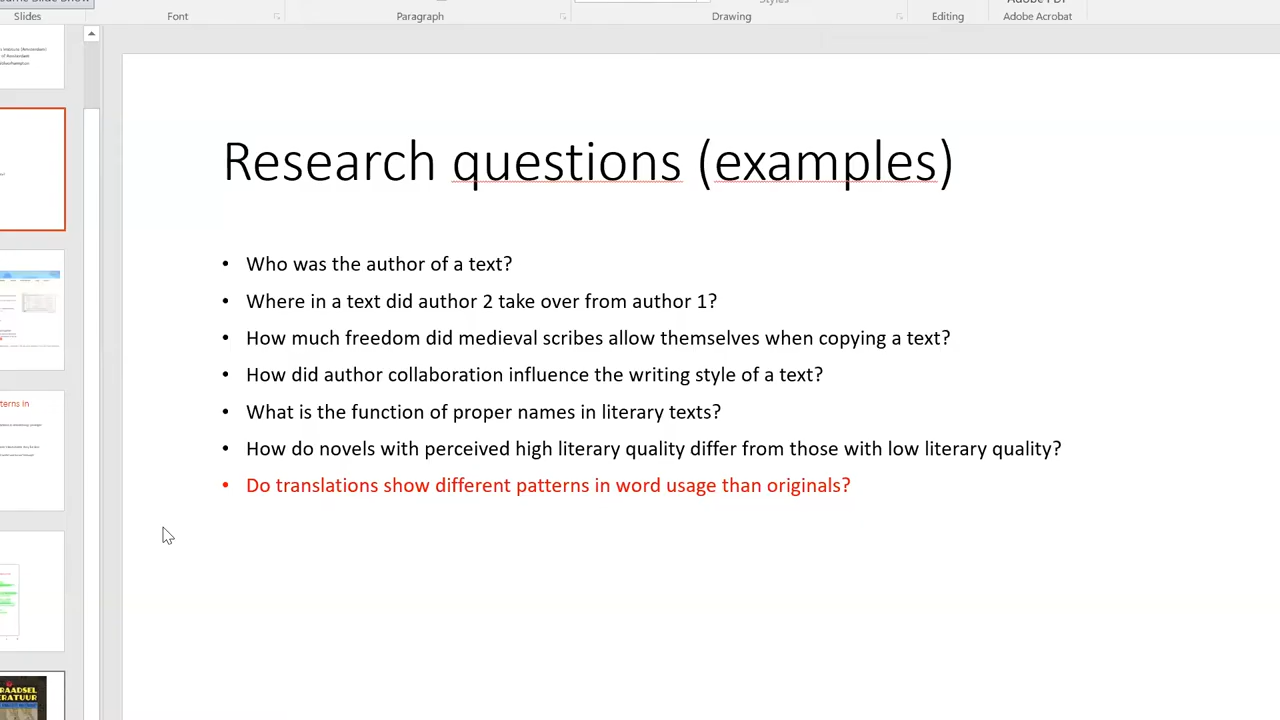 Slides
Font
Paragraph
Drawing
Styles
Editing
Adobe PDF
Adobe Acrobat
Research questions (examples)
• Who was the author of a text?
• Where in a text did author 2 take over from author 1?
• How much freedom did medieval scribes allow themselves when copying a text?
• How did author collaboration influence the writing style of a text?
• What is the function of proper names in literary texts?
• How do novels with perceived high literary quality differ from those with low literary quality?
• Do translations show different patterns in word usage than originals?
RAADSEL